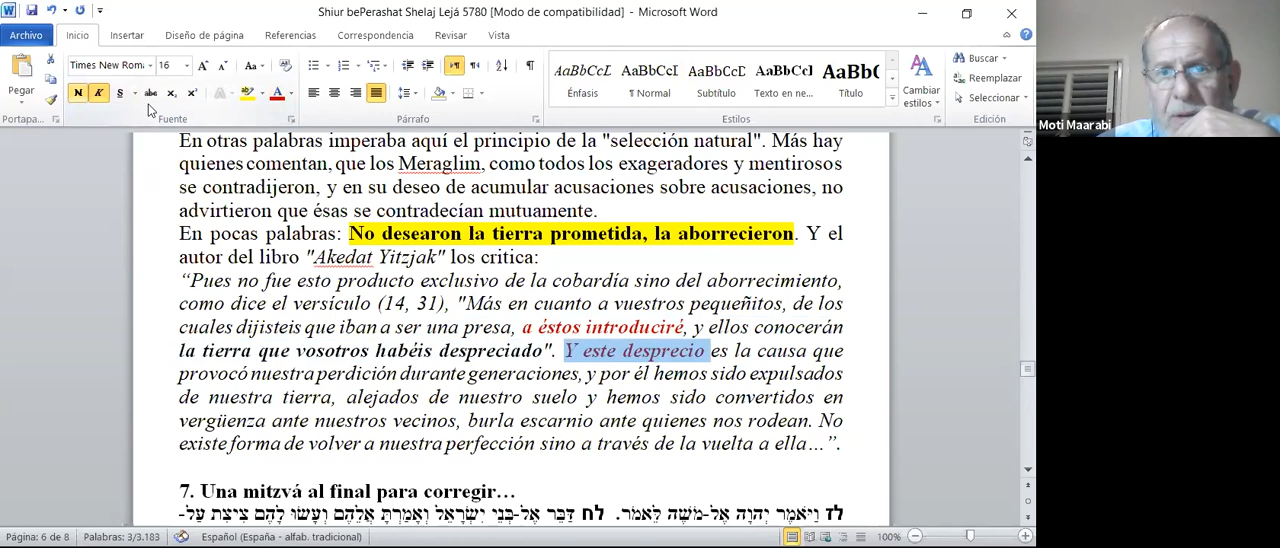 Shiur bePerashat Shelaj Lejá 5780 [Modo de compatibilidad] - Microsoft Word
Archivo Inicio Insertar Diseño de página Referencias Correspondencia Revisar Vista
Times New Roma 16 Aa
AaBbCcL AaBbCcL AaBbCcL AaBbCcL AaBb(
Pegar N K S abc x₂ x² A ab A
Énfasis ¶ Normal Subtítulo Texto en ne... Título
Cambiar estilos
Buscar
Reemplazar
Seleccionar
Portapa... Fuente Párrafo Estilos Edición
Moti Maarabi
En otras palabras imperaba aquí el principio de la "selección natural". Más hay
quienes comentan, que los Meraglim, como todos los exageradores y mentirosos
se contradijeron, y en su deseo de acumular acusaciones sobre acusaciones, no
advirtieron que ésas se contradecían mutuamente.
En pocas palabras: No desearon la tierra prometida, la aborrecieron. Y el
autor del libro "Akedat Yitzjak" los critica:
“Pues no fue esto producto exclusivo de la cobardía sino del aborrecimiento,
como dice el versículo (14, 31), "Más en cuanto a vuestros pequeñitos, de los
cuales dijisteis que iban a ser una presa, a éstos introduciré, y ellos conocerán
la tierra que vosotros habéis despreciado". Y este desprecio es la causa que
provocó nuestra perdición durante generaciones, y por él hemos sido expulsados
de nuestra tierra, alejados de nuestro suelo y hemos sido convertidos en
vergüenza ante nuestros vecinos, burla escarnio ante quienes nos rodean. No
existe forma de volver a nuestra perfección sino a través de la vuelta a ella…”.
7. Una mitzvá al final para corregir…
לז וַיֹּאמֶר יְהוָה אֶל-מֹשֶׁה לֵּאמֹר. לח דַּבֵּר אֶל-בְּנֵי יִשְׂרָאֵל וְאָמַרְתָּ אֲלֵהֶם וְעָשׂוּ לָהֶם צִיצִת עַל-
Página: 6 de 8 Palabras: 3/3.183 Español (España - alfab. tradicional) 100%